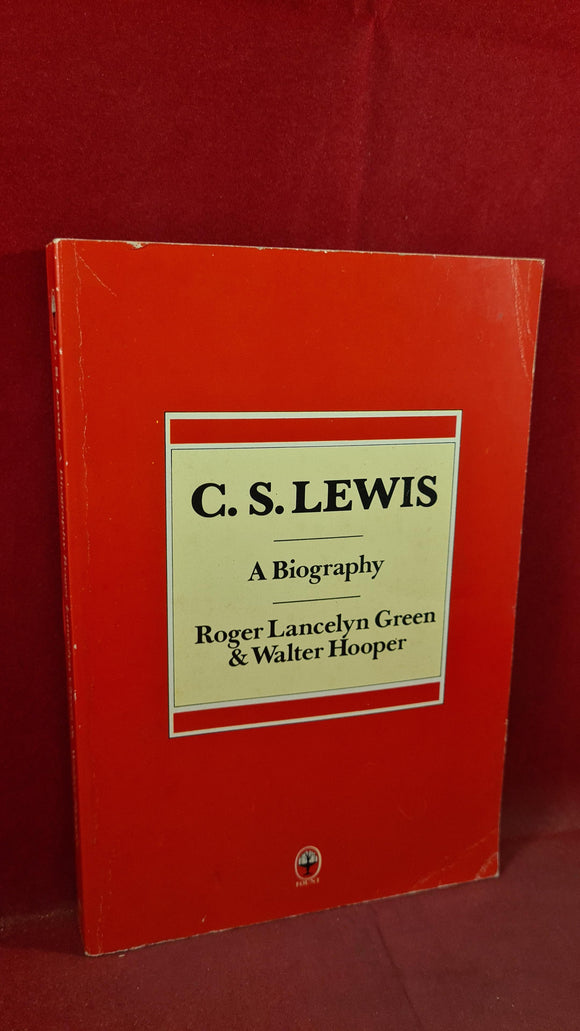 C. S. LEWIS
A Biography
Roger Lancelyn Green
& Walter Hooper
FOUNT